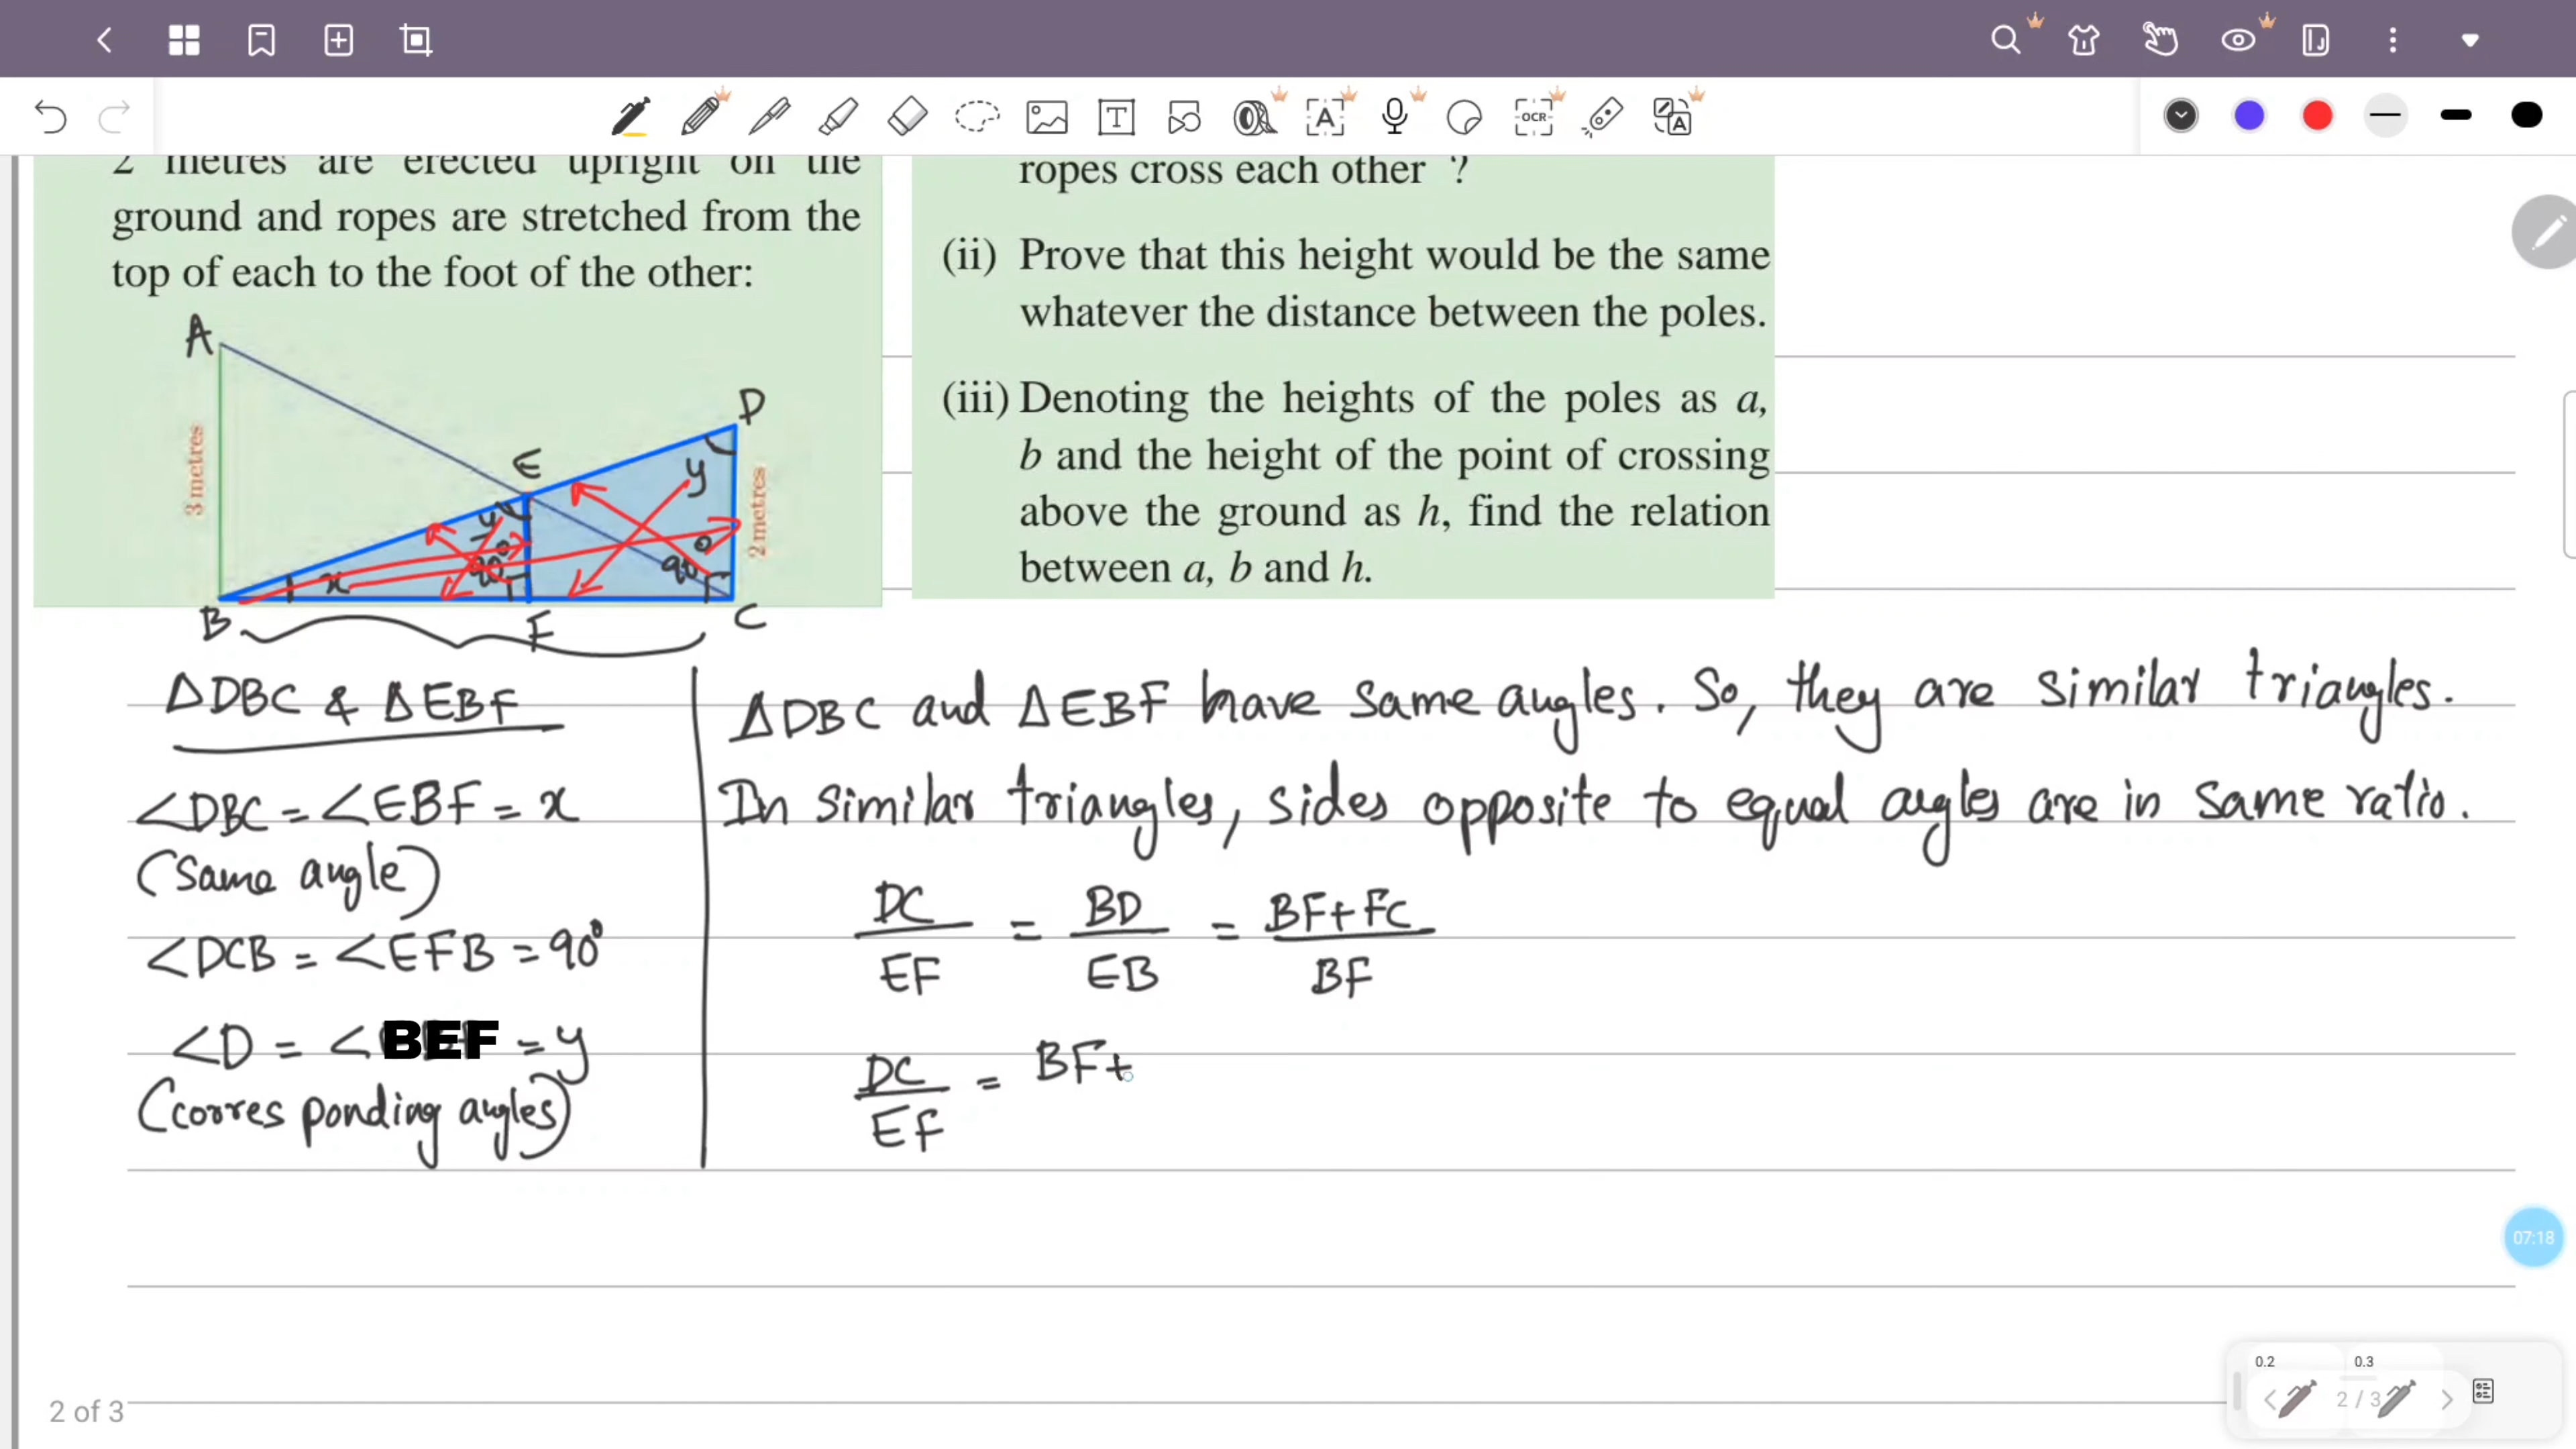 2 metres are erected upright on the
ground and ropes are stretched from the
top of each to the foot of the other:
A
D
E
3 metres
y
y
2 metres
90°
90°
x
B
F
C
ropes cross each other ?
(ii) Prove that this height would be the same
whatever the distance between the poles.
(iii) Denoting the heights of the poles as a,
b and the height of the point of crossing
above the ground as h, find the relation
between a, b and h.
ΔDBC & ΔEBF
∠DBC = ∠EBF = x
(Same angle)
∠DCB = ∠EFB = 90°
∠D = ∠BEF = y
(corresponding angles)
ΔDBC and ΔEBF have same angles. So, they are similar triangles.
In similar triangles, sides opposite to equal angles are in same ratio.
DC/EF = BD/EB = BF+FC/BF
DC/EF = BF+
07:18
0.2 0.3
2 / 3
2 of 3
T
A
OCR
A